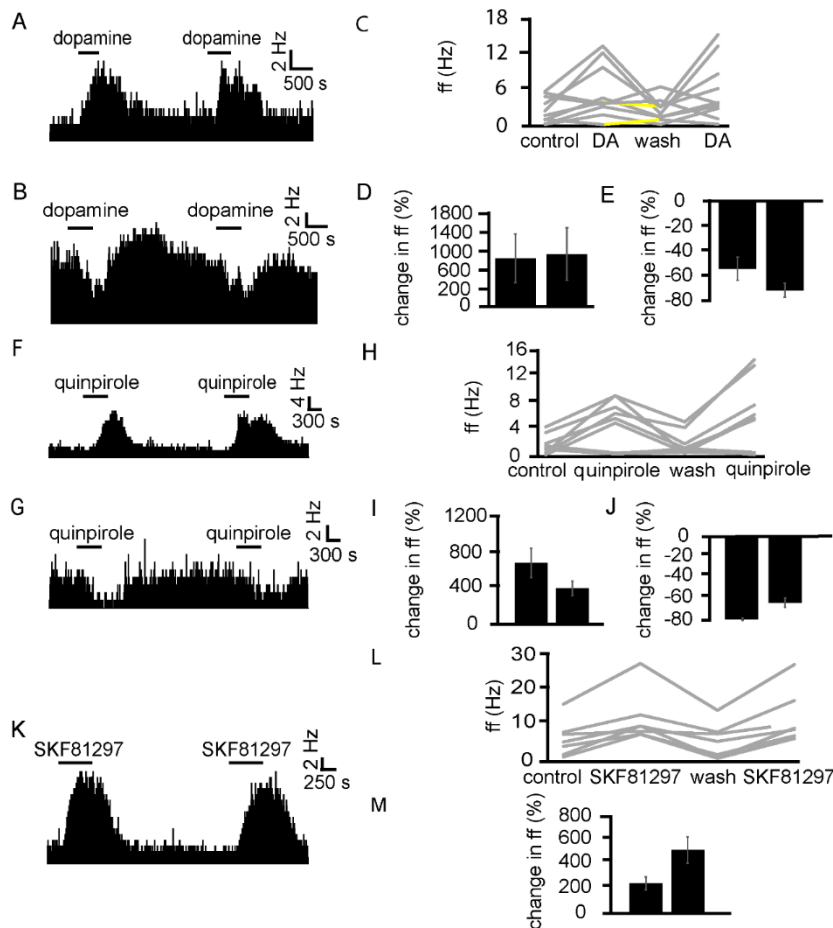 A
dopamine
dopamine
2 Hz
500 s
C
ff (Hz)
18
12
6
0
control
DA
wash
DA
B
dopamine
dopamine
2 Hz
500 s
D
change in ff (%)
1800
1400
1000
600
200
0
E
change in ff (%)
0
-20
-40
-60
-80
F
quinpirole
quinpirole
4 Hz
300 s
H
ff (Hz)
16
12
8
4
0
control
quinpirole
wash
quinpirole
G
quinpirole
quinpirole
2 Hz
300 s
I
change in ff (%)
1200
800
400
0
J
change in ff (%)
0
-20
-40
-60
-80
K
SKF81297
SKF81297
2 Hz
250 s
L
ff (Hz)
30
20
10
0
control
SKF81297
wash
SKF81297
M
change in ff (%)
800
600
400
200
0